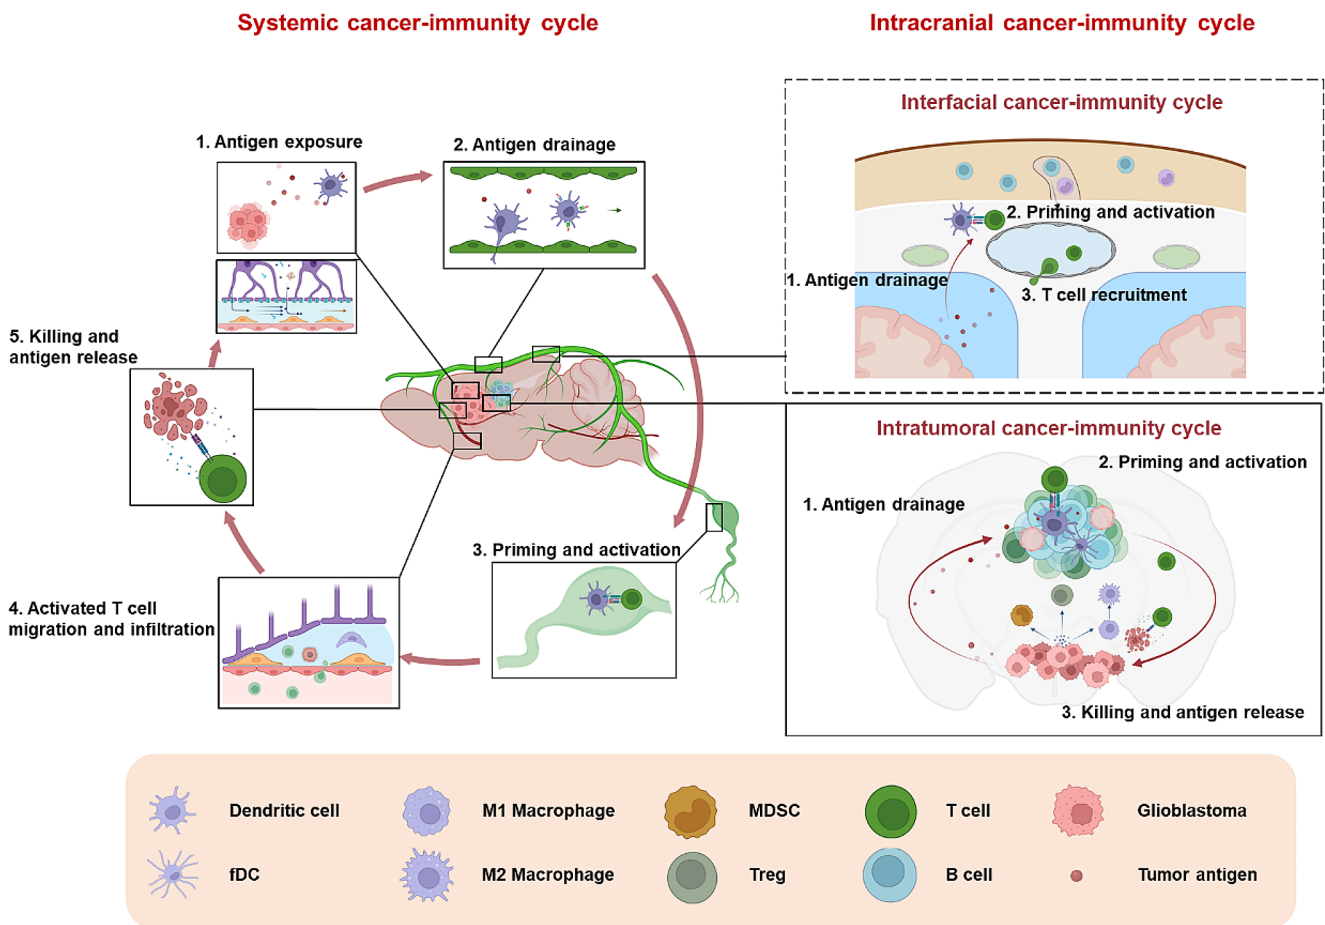 Systemic cancer-immunity cycle
Intracranial cancer-immunity cycle
1. Antigen exposure
2. Antigen drainage
5. Killing and
antigen release
4. Activated T cell
migration and infiltration
3. Priming and activation
Interfacial cancer-immunity cycle
2. Priming and activation
1. Antigen drainage
3. T cell recruitment
Intratumoral cancer-immunity cycle
2. Priming and activation
1. Antigen drainage
3. Killing and antigen release
Dendritic cell
M1 Macrophage
MDSC
T cell
Glioblastoma
fDC
M2 Macrophage
Treg
B cell
Tumor antigen